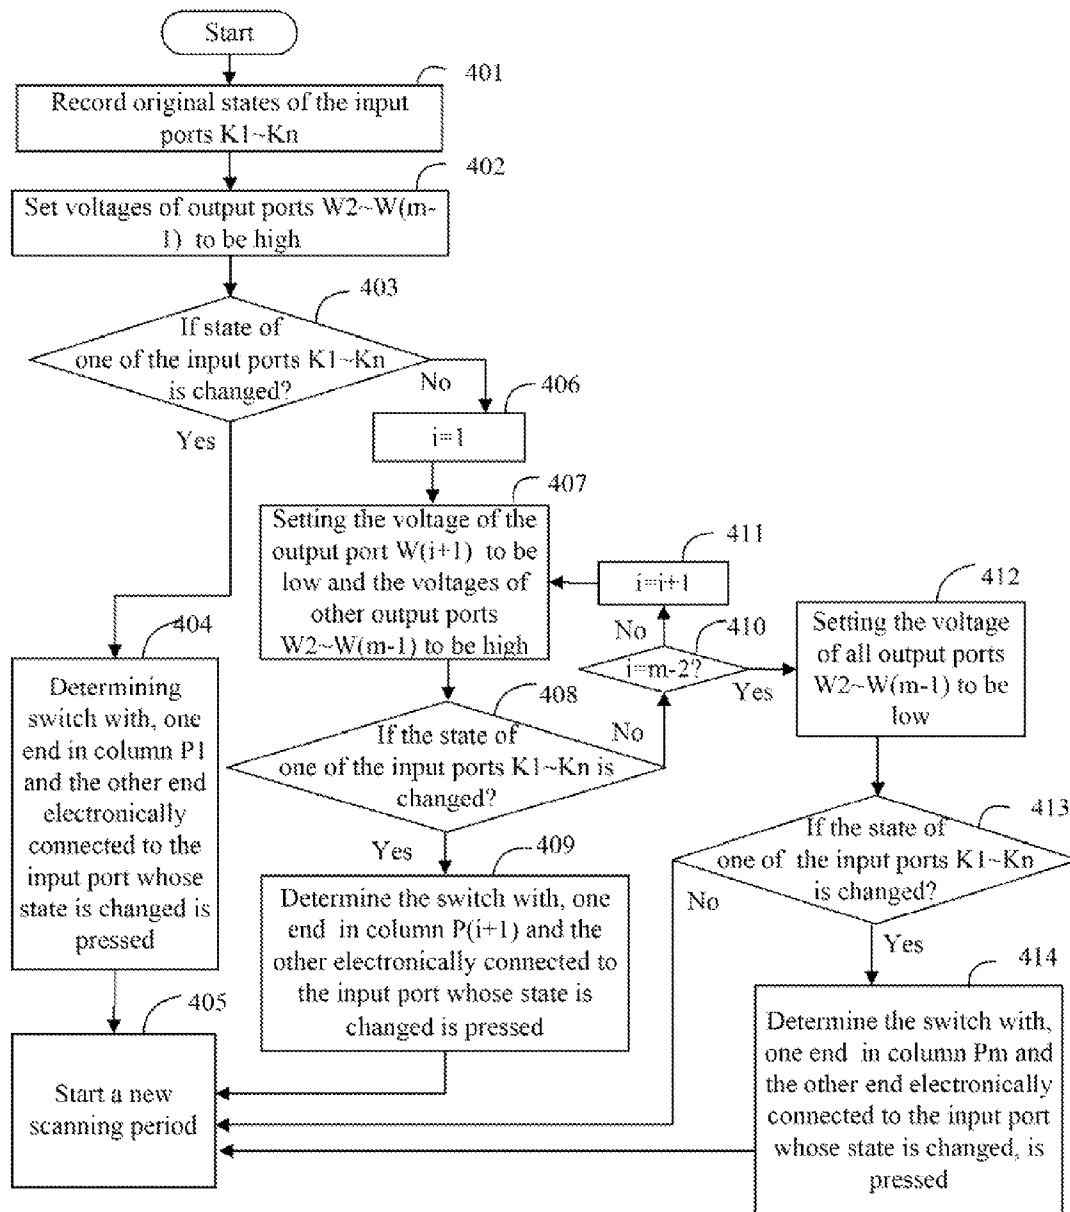 Start
401
Record original states of the input
ports K1~Kn
402
Set voltages of output ports W2~W(m-
1) to be high
403
If state of
one of the input ports K1~Kn
is changed?
No
406
Yes
i=1
407
Setting the voltage of the
output port W(i+1) to be
low and the voltages of
other output ports
W2~W(m-1) to be high
411
i=i+1
412
No
410
i=m-2?
Yes
Setting the voltage
of all output ports
W2~W(m-1) to be
low
404
Determining
switch with, one
end in column P1
and the other end
electronically
connected to the
input port whose
state is changed is
pressed
408
If the state of
one of the input ports K1~Kn is
changed?
No
Yes
409
Determine the switch with, one
end in column P(i+1) and the
other electronically connected to
the input port whose state is
changed is pressed
413
If the state of
one of the input ports K1~Kn
is changed?
No
Yes
414
Determine the switch with,
one end in column Pm and
the other end electronically
connected to the input port
whose state is changed, is
pressed
405
Start a new
scanning period